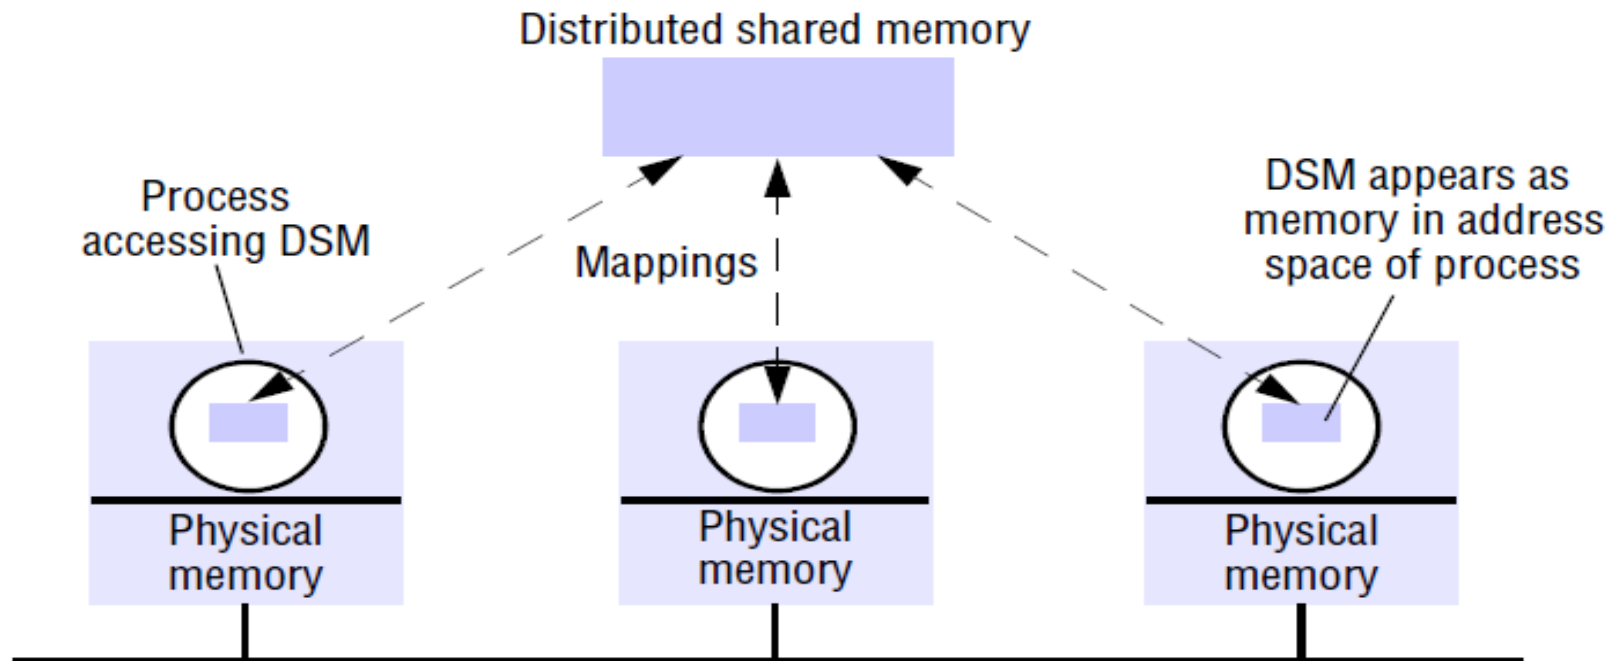 Distributed shared memory
Process
accessing DSM
Mappings
DSM appears as
memory in address
space of process
Physical
memory
Physical
memory
Physical
memory